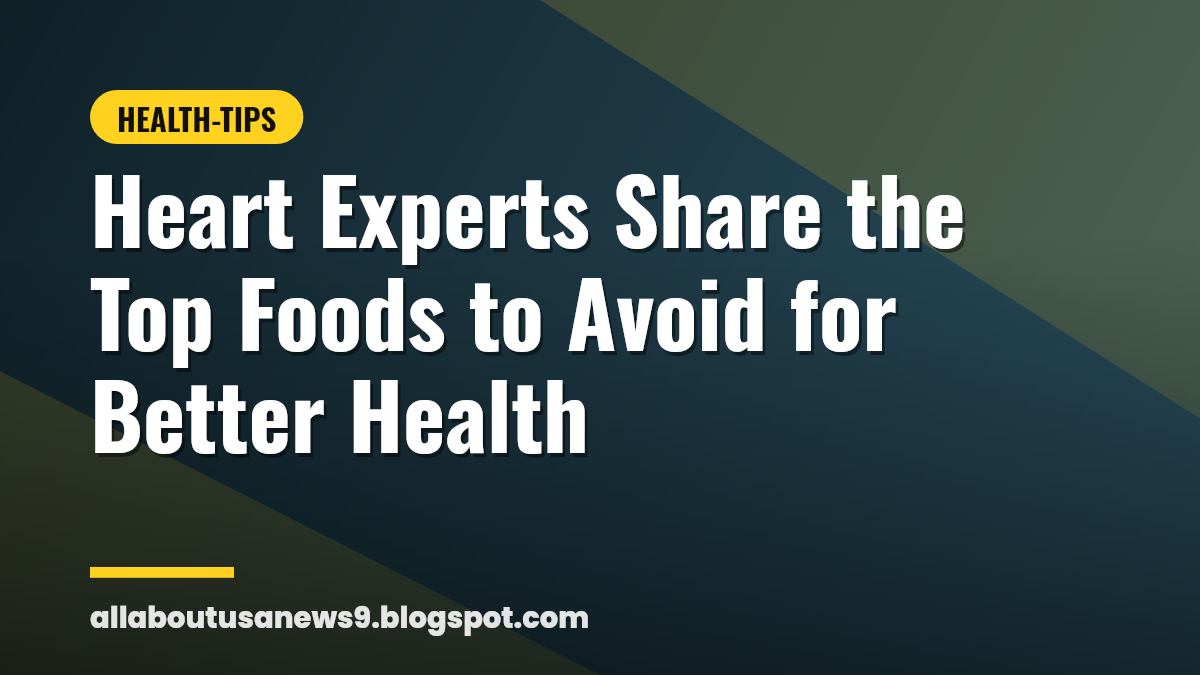 HEALTH-TIPS
Heart Experts Share the
Top Foods to Avoid for
Better Health
allaboutusanews9.blogspot.com